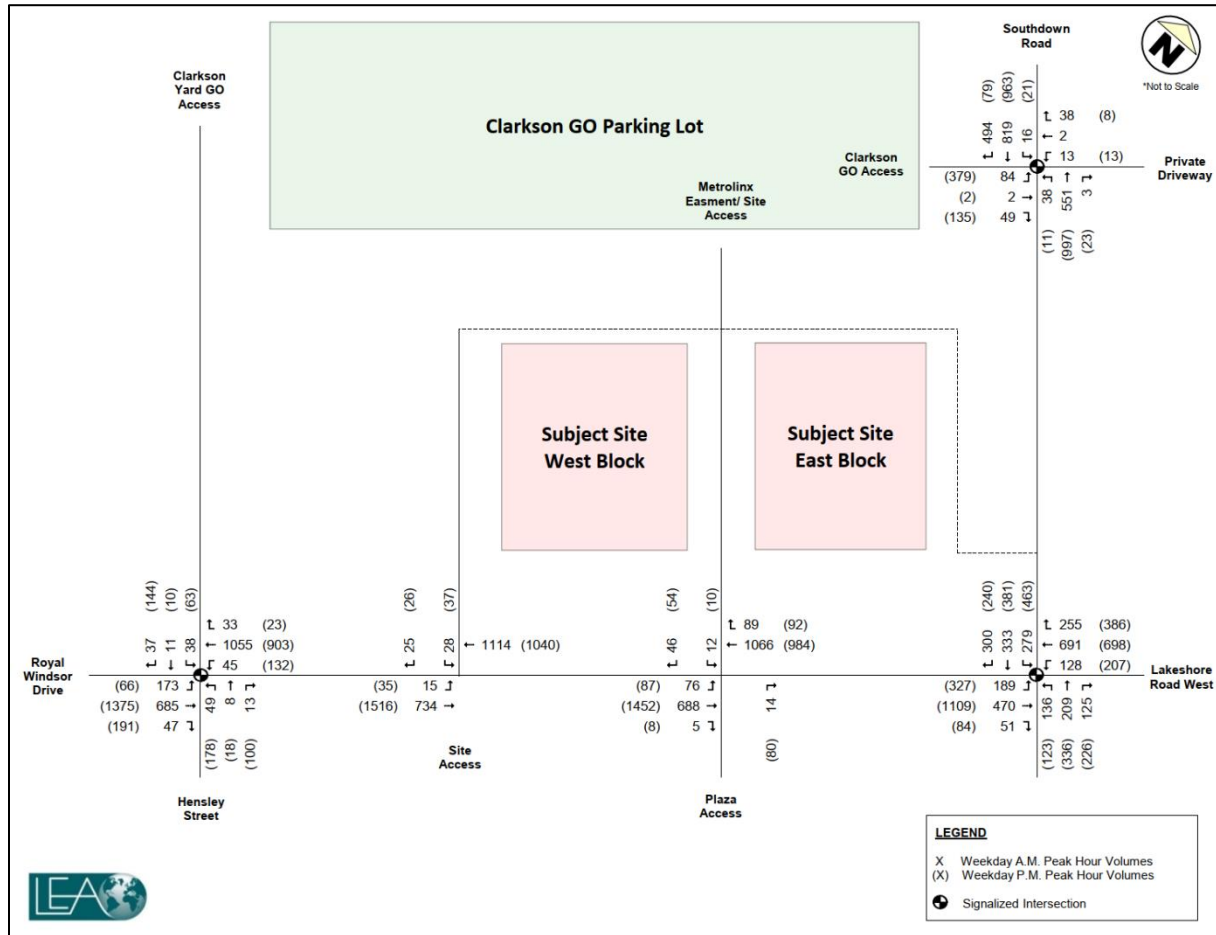 Southdown
Road
N
*Not to Scale
Clarkson
Yard GO
Access
Clarkson GO Parking Lot
(79) (963) (21)
494 819 16
38 (8)
2
13 (13)
Clarkson
GO Access
Private
Driveway
Metrolinx
Easment/ Site
Access
(379) 84
(2) 2
(135) 49
38 551 3
(11) (997) (23)
Subject Site
West Block
Subject Site
East Block
(144) (10) (63)
37 11 38
33 (23)
1055 (903)
45 (132)
(26) (37)
25 28
1114 (1040)
(54) (10)
46 12
89 (92)
1066 (984)
(240) (381) (463)
300 333 279
255 (386)
691 (698)
128 (207)
Royal
Windsor
Drive
Lakeshore
Road West
(66) 173
(1375) 685
(191) 47
49 8 13
(178) (18) (100)
(35) 15
(1516) 734
(87) 76
(1452) 688
(8) 5
14
(80)
(327) 189
(1109) 470
(84) 51
136 209 125
(123) (336) (226)
Site
Access
Hensley
Street
Plaza
Access
LEGEND
X Weekday A.M. Peak Hour Volumes
(X) Weekday P.M. Peak Hour Volumes
Signalized Intersection
LEA